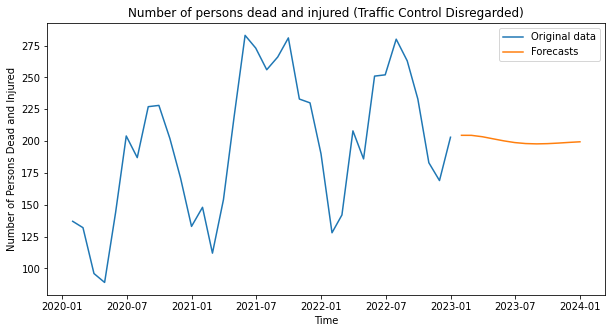 Number of persons dead and injured (Traffic Control Disregarded)
Original data
Forecasts
Number of Persons Dead and Injured
275
250
225
200
175
150
125
100
2020-01 2020-07 2021-01 2021-07 2022-01 2022-07 2023-01 2023-07 2024-01
Time